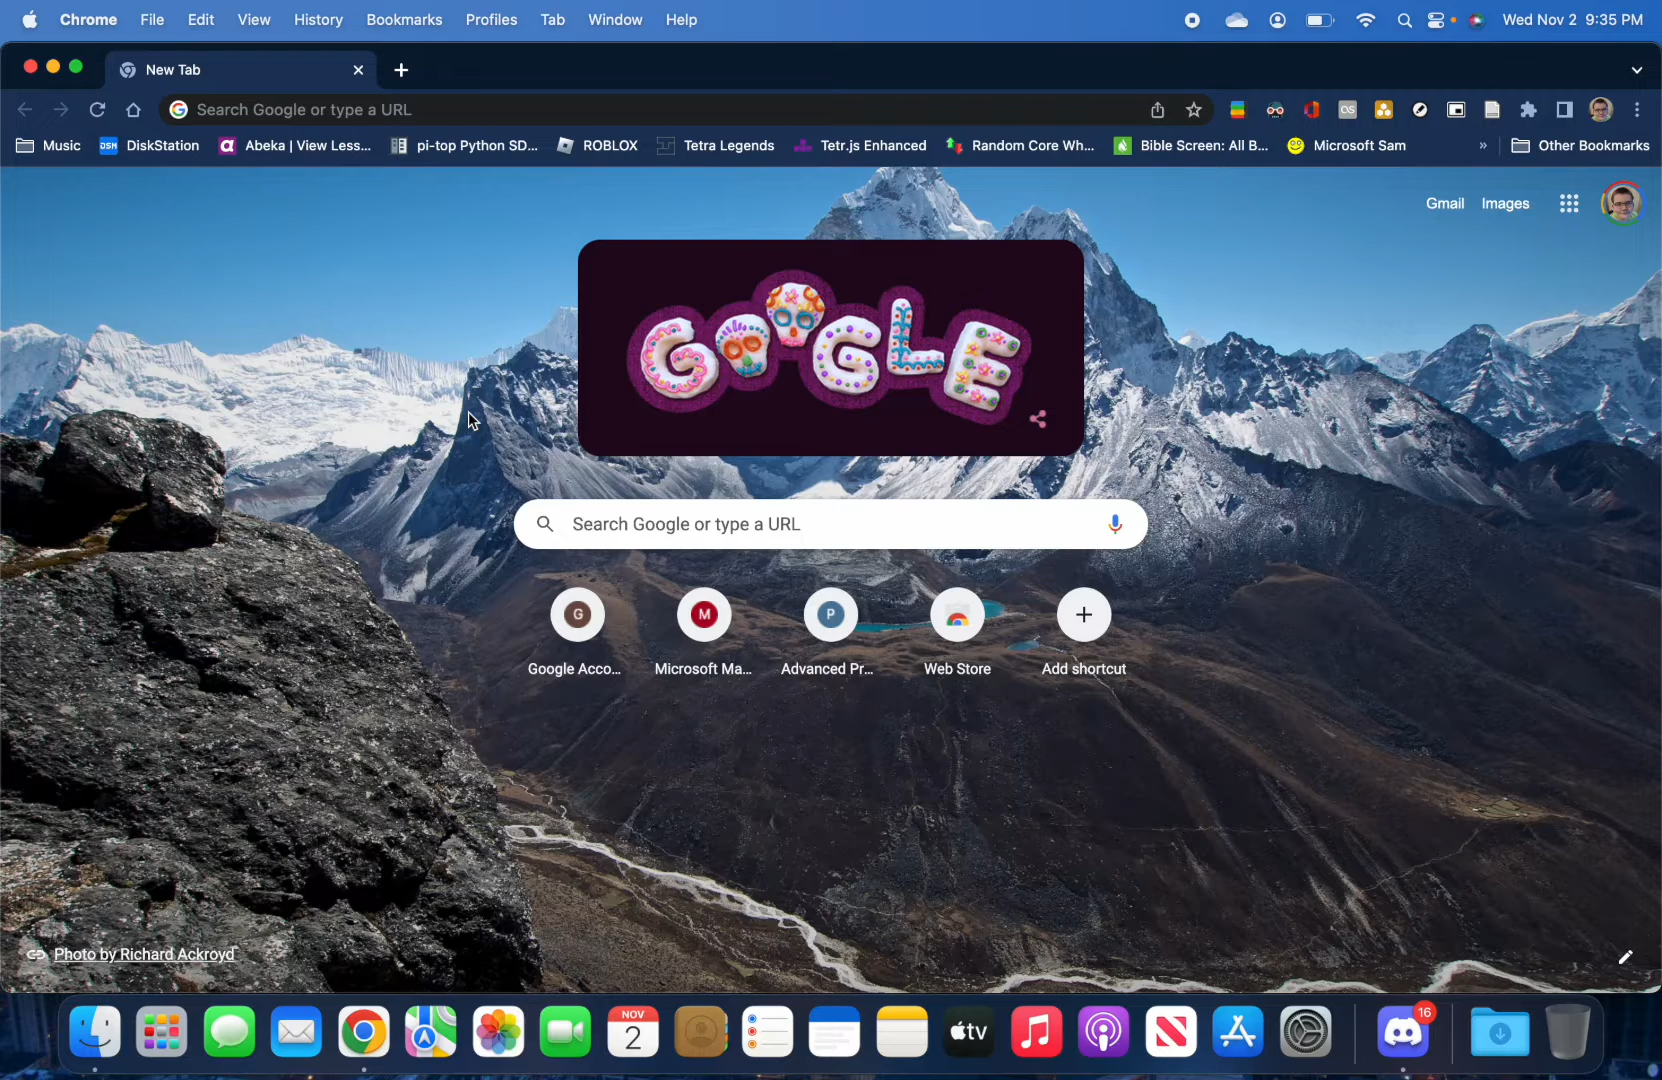 Chrome File Edit View History Bookmarks Profiles Tab Window Help Wed Nov 2 9:35 PM
New Tab
Search Google or type a URL
Music DiskStation Abeka | View Less... pi-top Python SD... ROBLOX Tetra Legends Tetr.js Enhanced Random Core Wh... Bible Screen: All B... Microsoft Sam » Other Bookmarks
Gmail Images
GOOGLE
Search Google or type a URL
G M P
Google Acco... Microsoft Ma... Advanced Pr... Web Store Add shortcut
Photo by Richard Ackroyd
NOV
2
tv
16